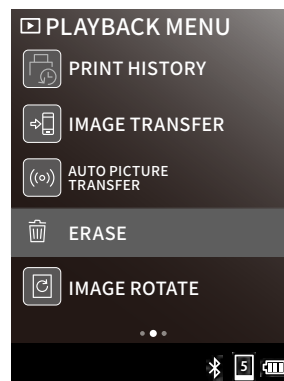 PLAYBACK MENU
PRINT HISTORY
IMAGE TRANSFER
AUTO PICTURE
TRANSFER
ERASE
IMAGE ROTATE
5